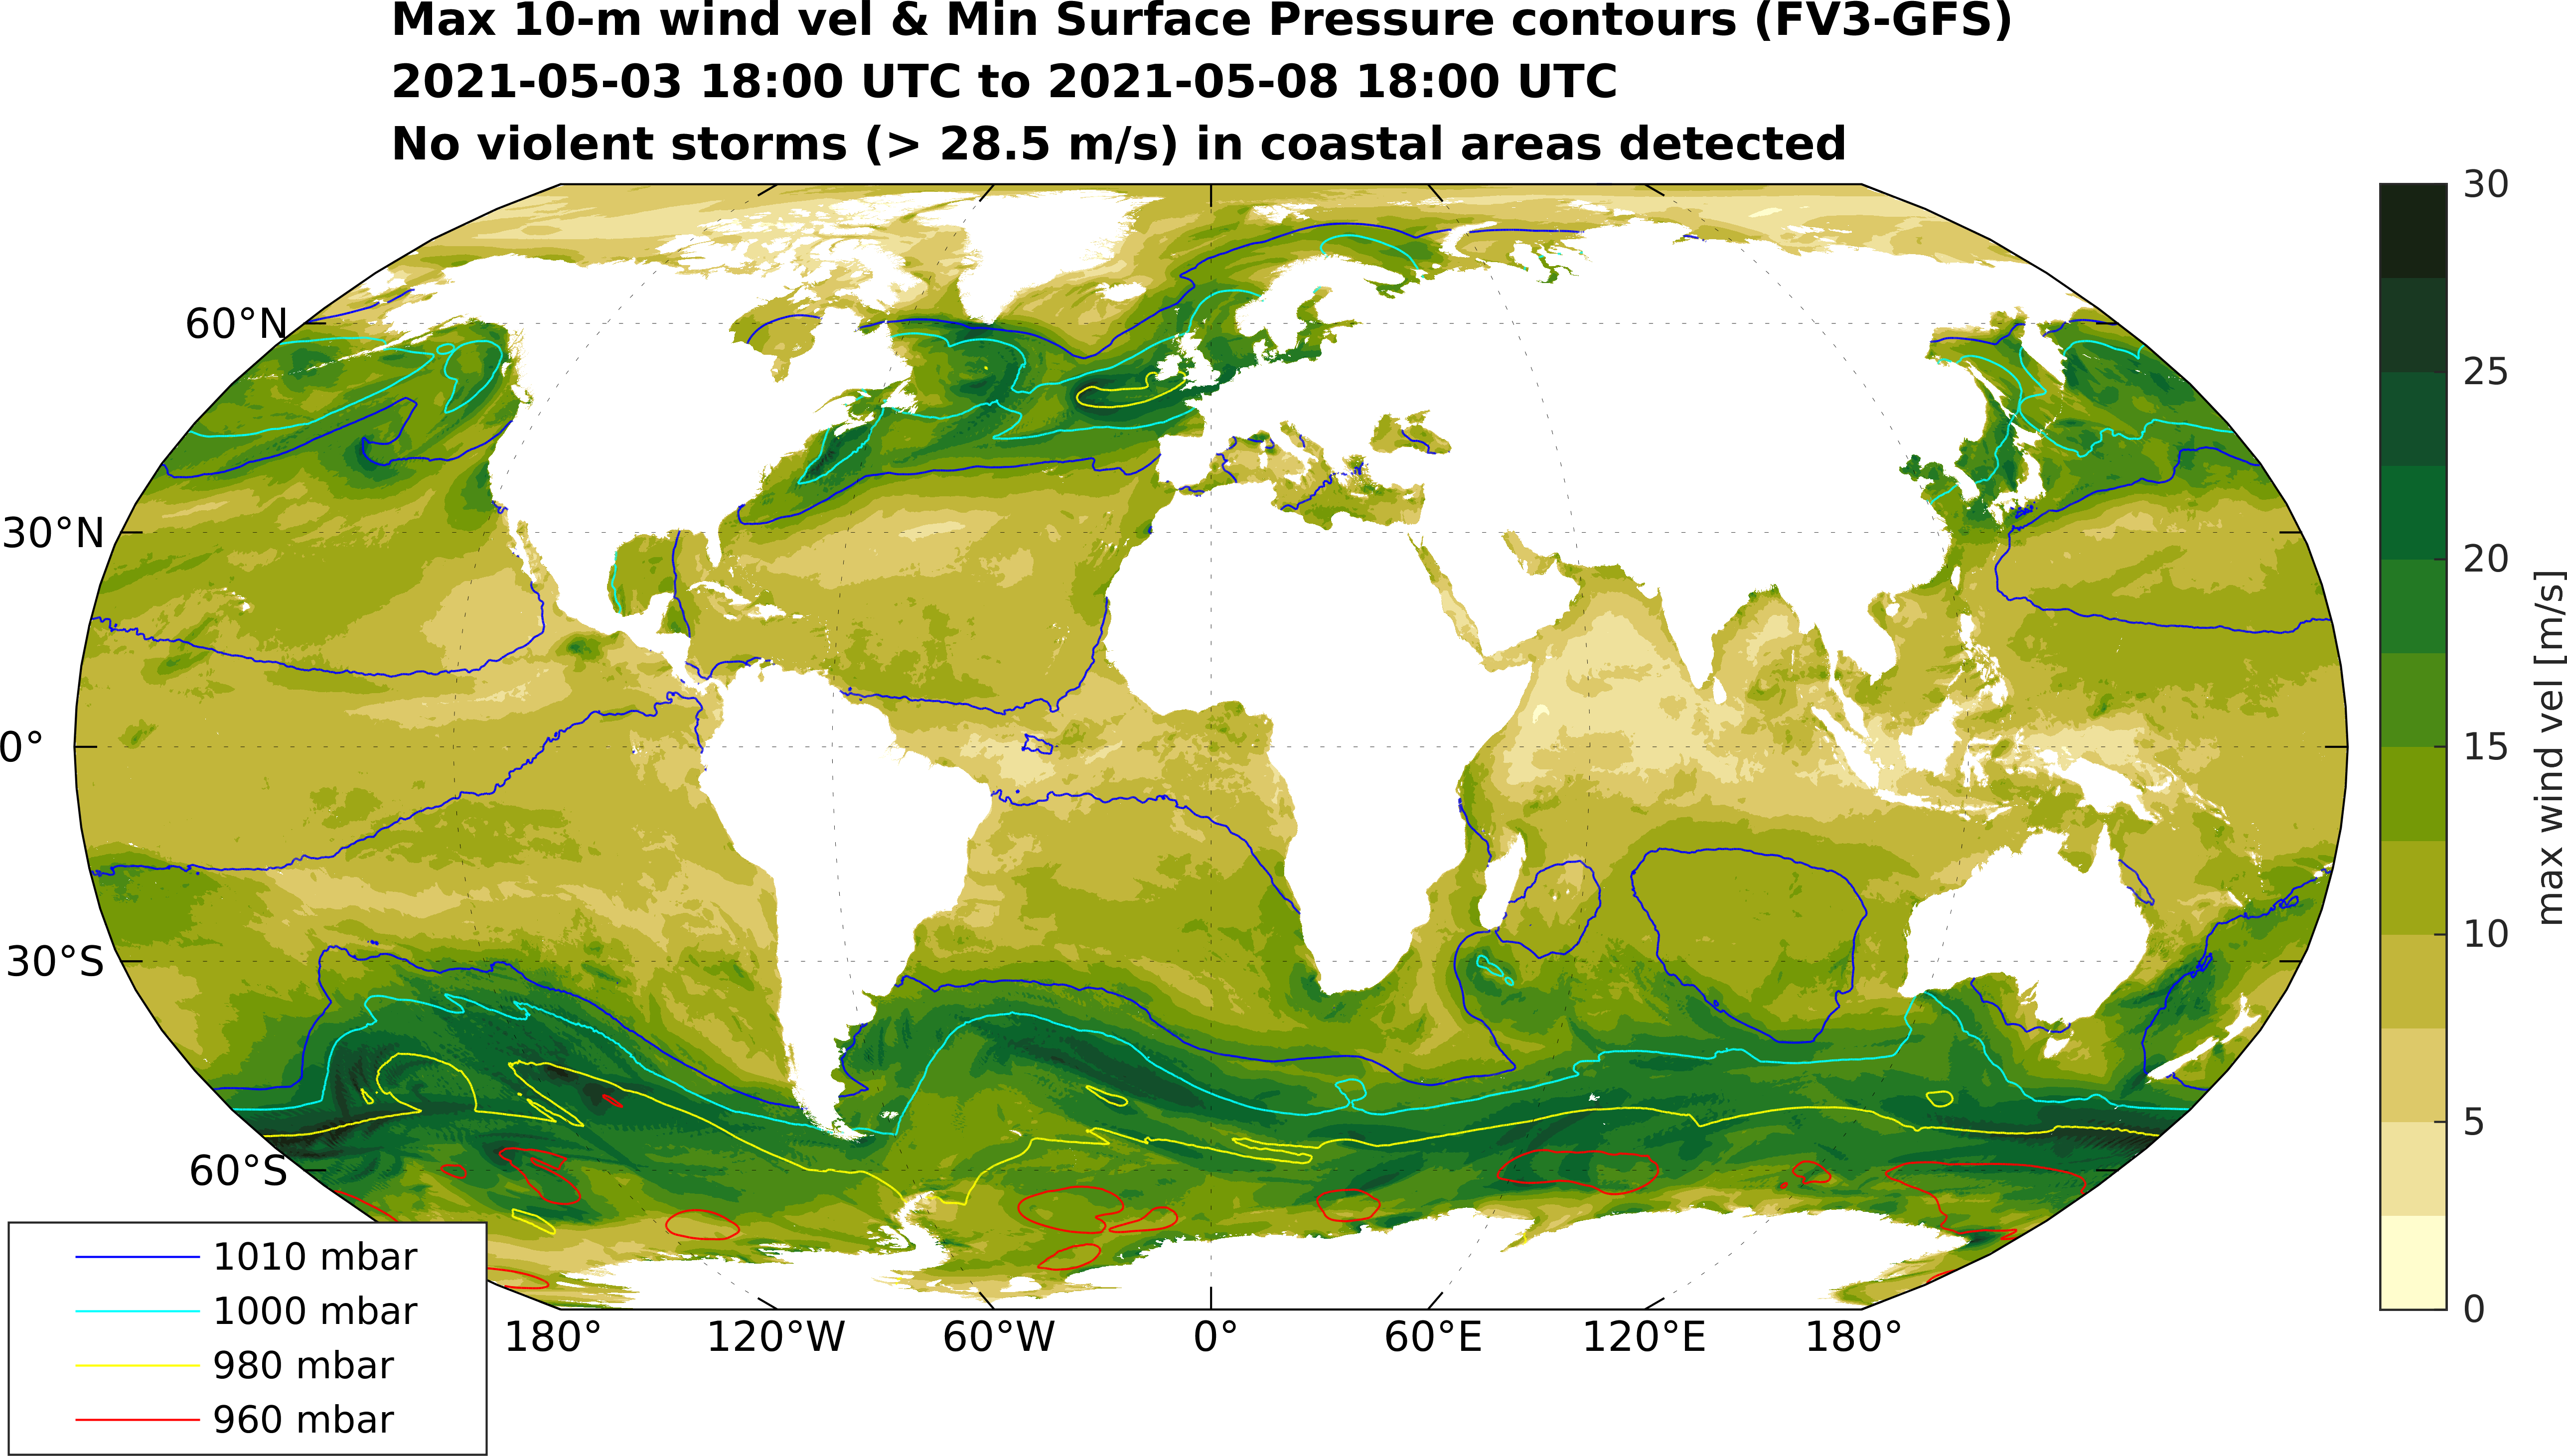 Max 10-m wind vel & Min Surface Pressure contours (FV3-GFS)
2021-05-03 18:00 UTC to 2021-05-08 18:00 UTC
No violent storms (> 28.5 m/s) in coastal areas detected
60°N
30°N
0°
30°S
60°S
180°
120°W
60°W
0°
60°E
120°E
180°
1010 mbar
1000 mbar
980 mbar
960 mbar
30
25
20
15
10
5
0
max wind vel [m/s]